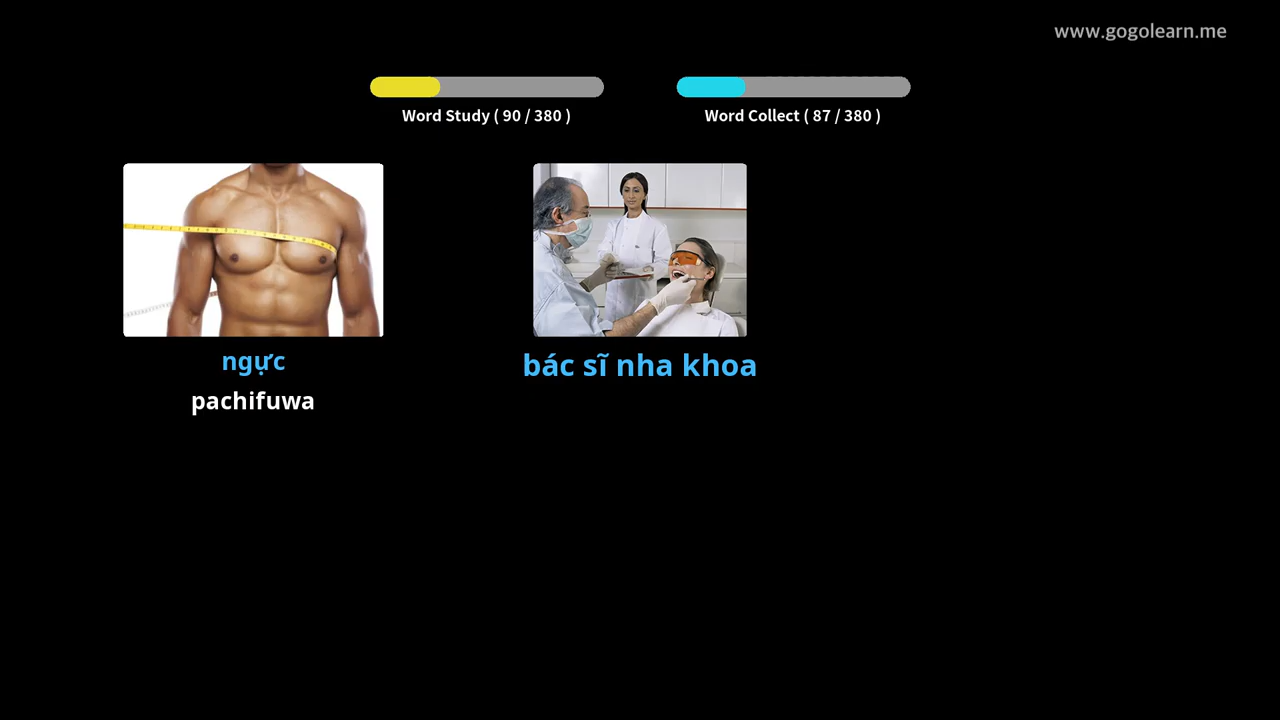 www.gogolearn.me
Word Study ( 90 / 380 )
Word Collect ( 87 / 380 )
ngực
pachifuwa
bác sĩ nha khoa